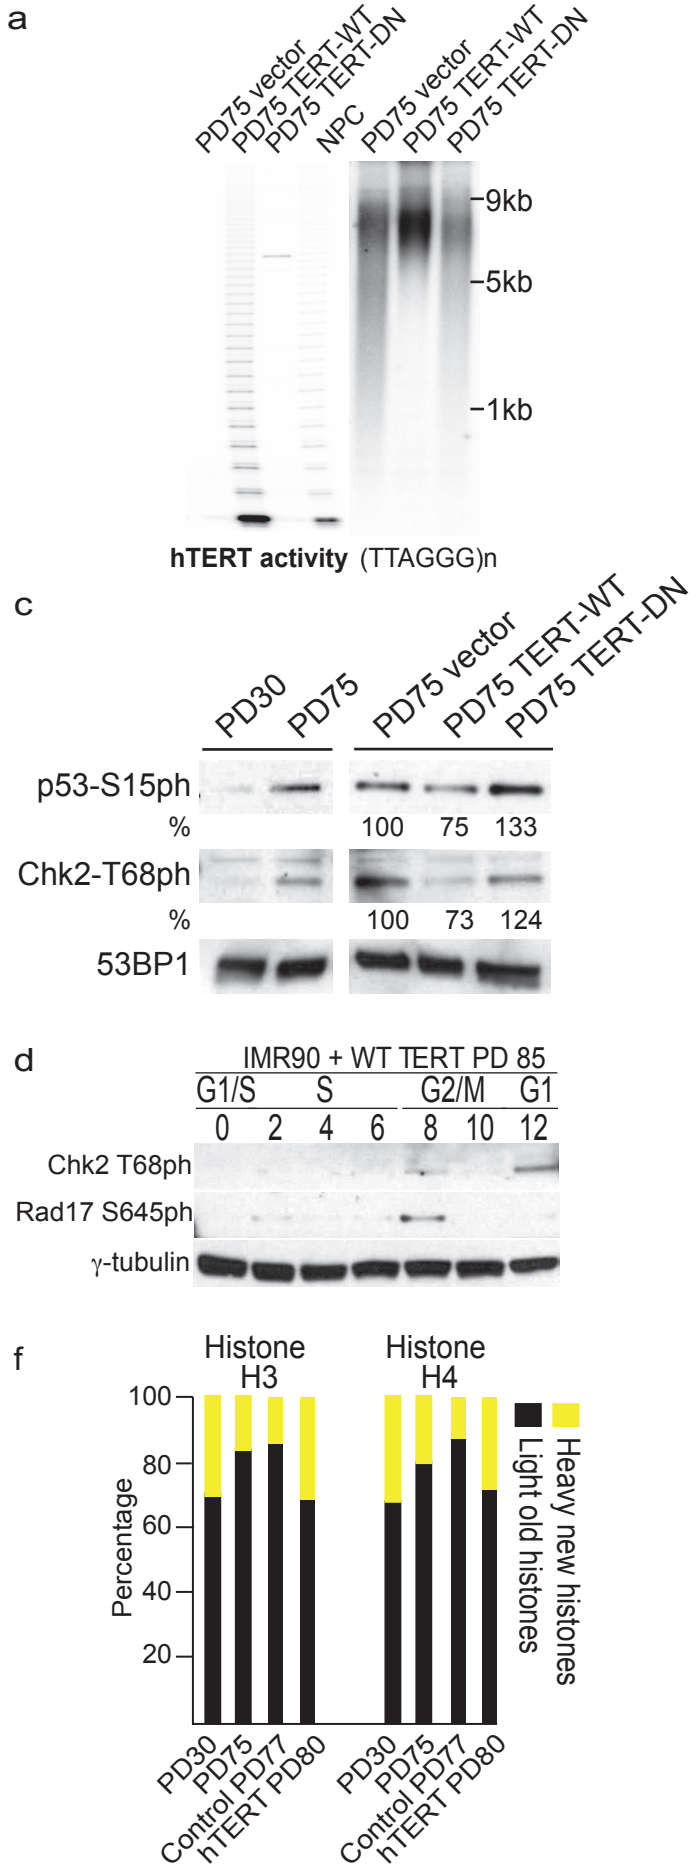 a
PD75 vector
PD75 TERT-WT
PD75 TERT-DN
NPC
PD75 vector
PD75 TERT-WT
PD75 TERT-DN
9kb
5kb
1kb
hTERT activity (TTAGGG)n
c
PD30
PD75
PD75 vector
PD75 TERT-WT
PD75 TERT-DN
p53-S15ph
% 100 75 133
Chk2-T68ph
% 100 73 124
53BP1
d
IMR90 + WT TERT PD 85
G1/S S G2/M G1
0 2 4 6 8 10 12
Chk2 T68ph
Rad17 S645ph
γ-tubulin
f
Histone H3
Histone H4
Percentage
100
80
60
40
20
PD30
PD75
Control PD77
hTERT PD80
PD30
PD75
Control PD77
hTERT PD80
Heavy new histones
Light old histones